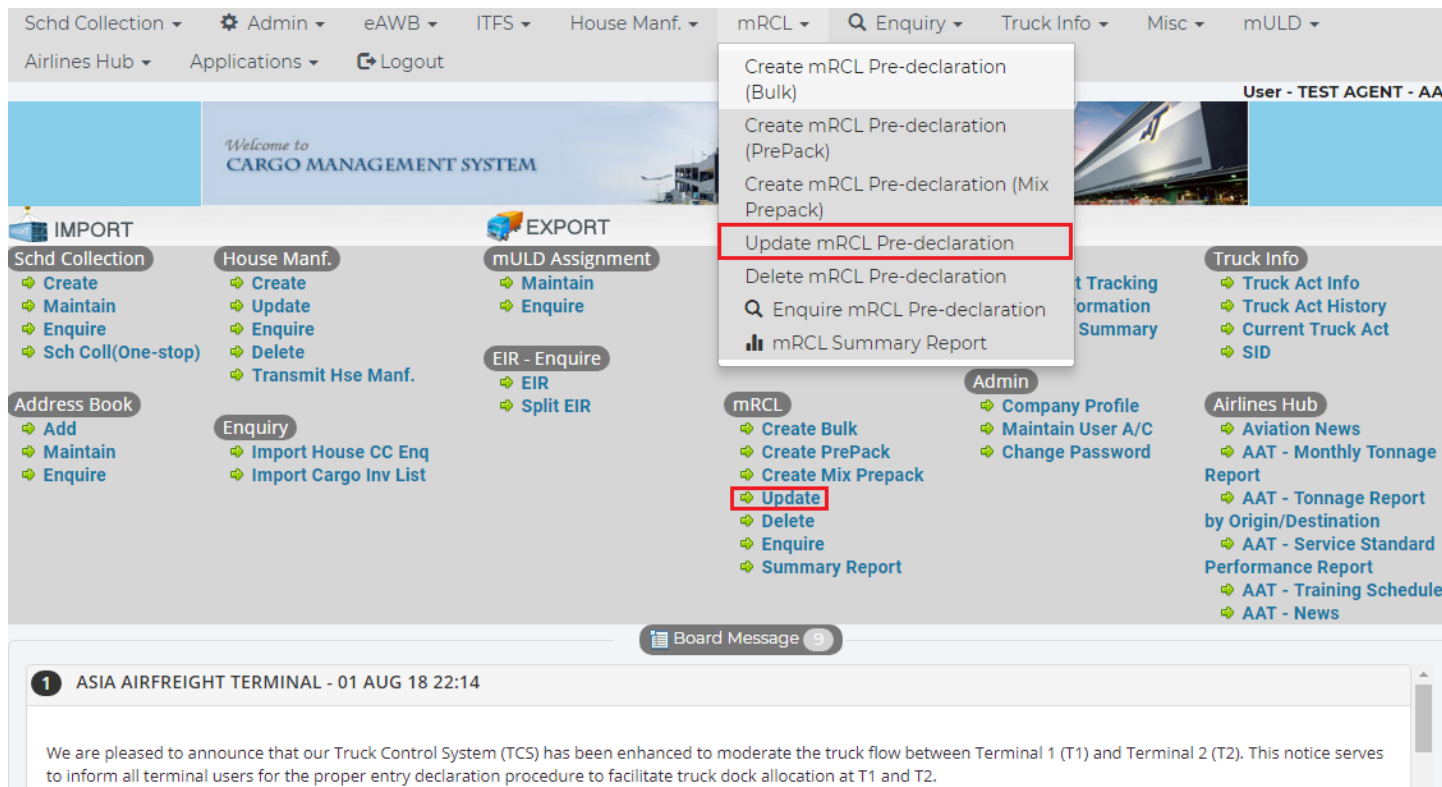 Schd Collection Admin eAWB ITFS House Manf. mRCL Enquiry Truck Info Misc mULD
Airlines Hub Applications Logout
Create mRCL Pre-declaration
(Bulk)
Create mRCL Pre-declaration
(PrePack)
Create mRCL Pre-declaration (Mix
Prepack)
Update mRCL Pre-declaration
Delete mRCL Pre-declaration
Enquire mRCL Pre-declaration
mRCL Summary Report
User - TEST AGENT - AA
Welcome to
CARGO MANAGEMENT SYSTEM
IMPORT
Schd Collection
Create
Maintain
Enquire
Sch Coll(One-stop)
Address Book
Add
Maintain
Enquire
House Manf.
Create
Update
Enquire
Delete
Transmit Hse Manf.
Enquiry
Import House CC Enq
Import Cargo Inv List
EXPORT
mULD Assignment
Maintain
Enquire
EIR - Enquire
EIR
Split EIR
mRCL
Create Bulk
Create PrePack
Create Mix Prepack
Update
Delete
Enquire
Summary Report
t Tracking
ormation
Summary
Admin
Company Profile
Maintain User A/C
Change Password
Truck Info
Truck Act Info
Truck Act History
Current Truck Act
SID
Airlines Hub
Aviation News
AAT - Monthly Tonnage
Report
AAT - Tonnage Report
by Origin/Destination
AAT - Service Standard
Performance Report
AAT - Training Schedule
AAT - News
Board Message 9
1 ASIA AIRFREIGHT TERMINAL - 01 AUG 18 22:14
We are pleased to announce that our Truck Control System (TCS) has been enhanced to moderate the truck flow between Terminal 1 (T1) and Terminal 2 (T2). This notice serves
to inform all terminal users for the proper entry declaration procedure to facilitate truck dock allocation at T1 and T2.